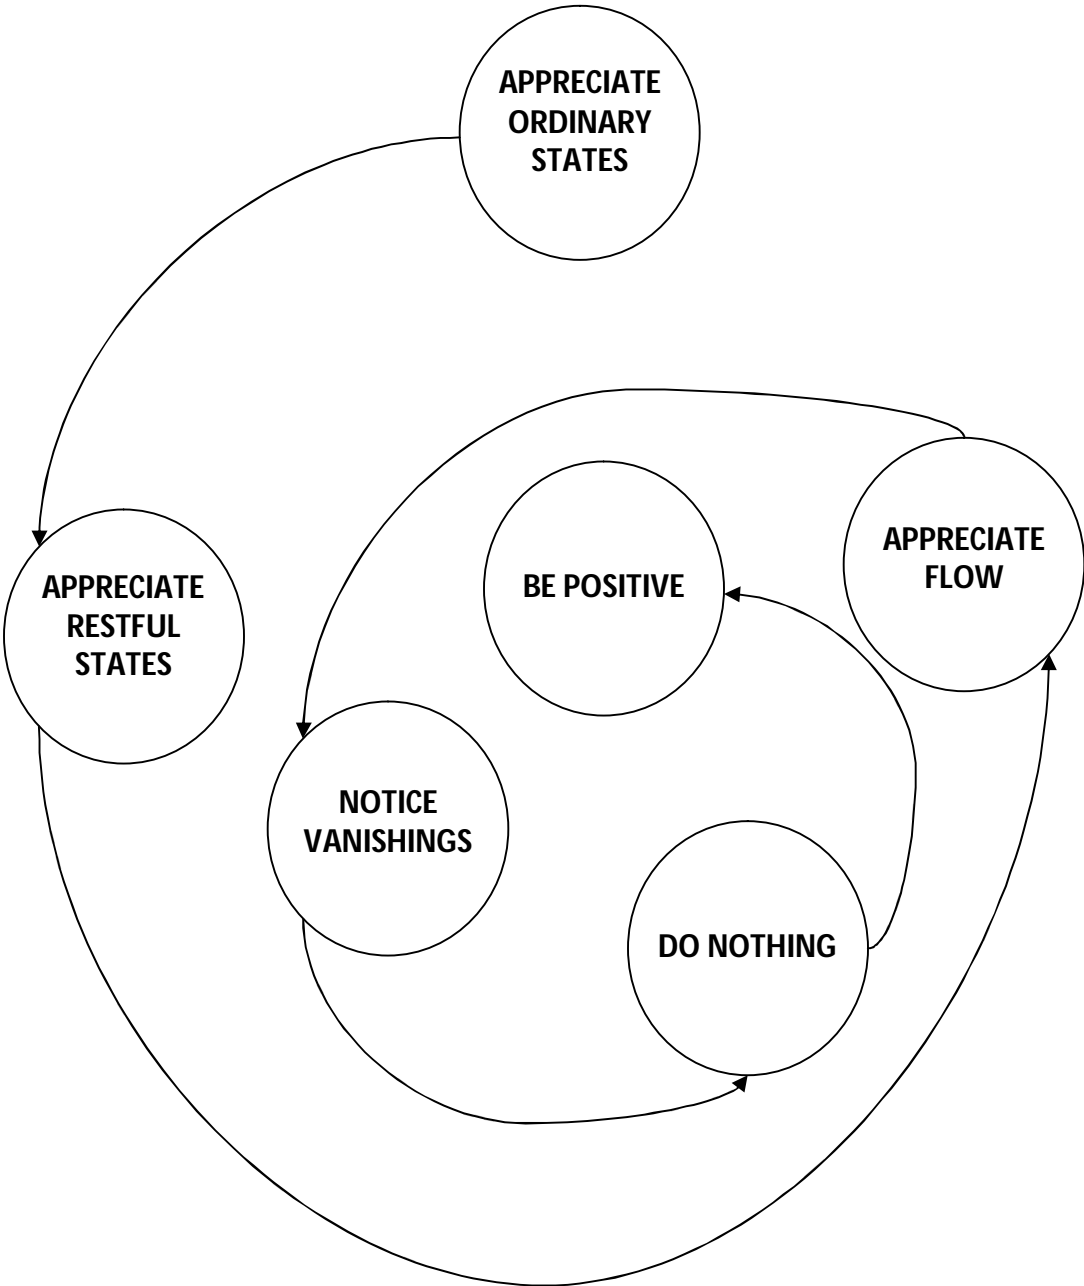 APPRECIATE
ORDINARY
STATES
APPRECIATE
RESTFUL
STATES
APPRECIATE
FLOW
NOTICE
VANISHINGS
DO NOTHING
BE POSITIVE